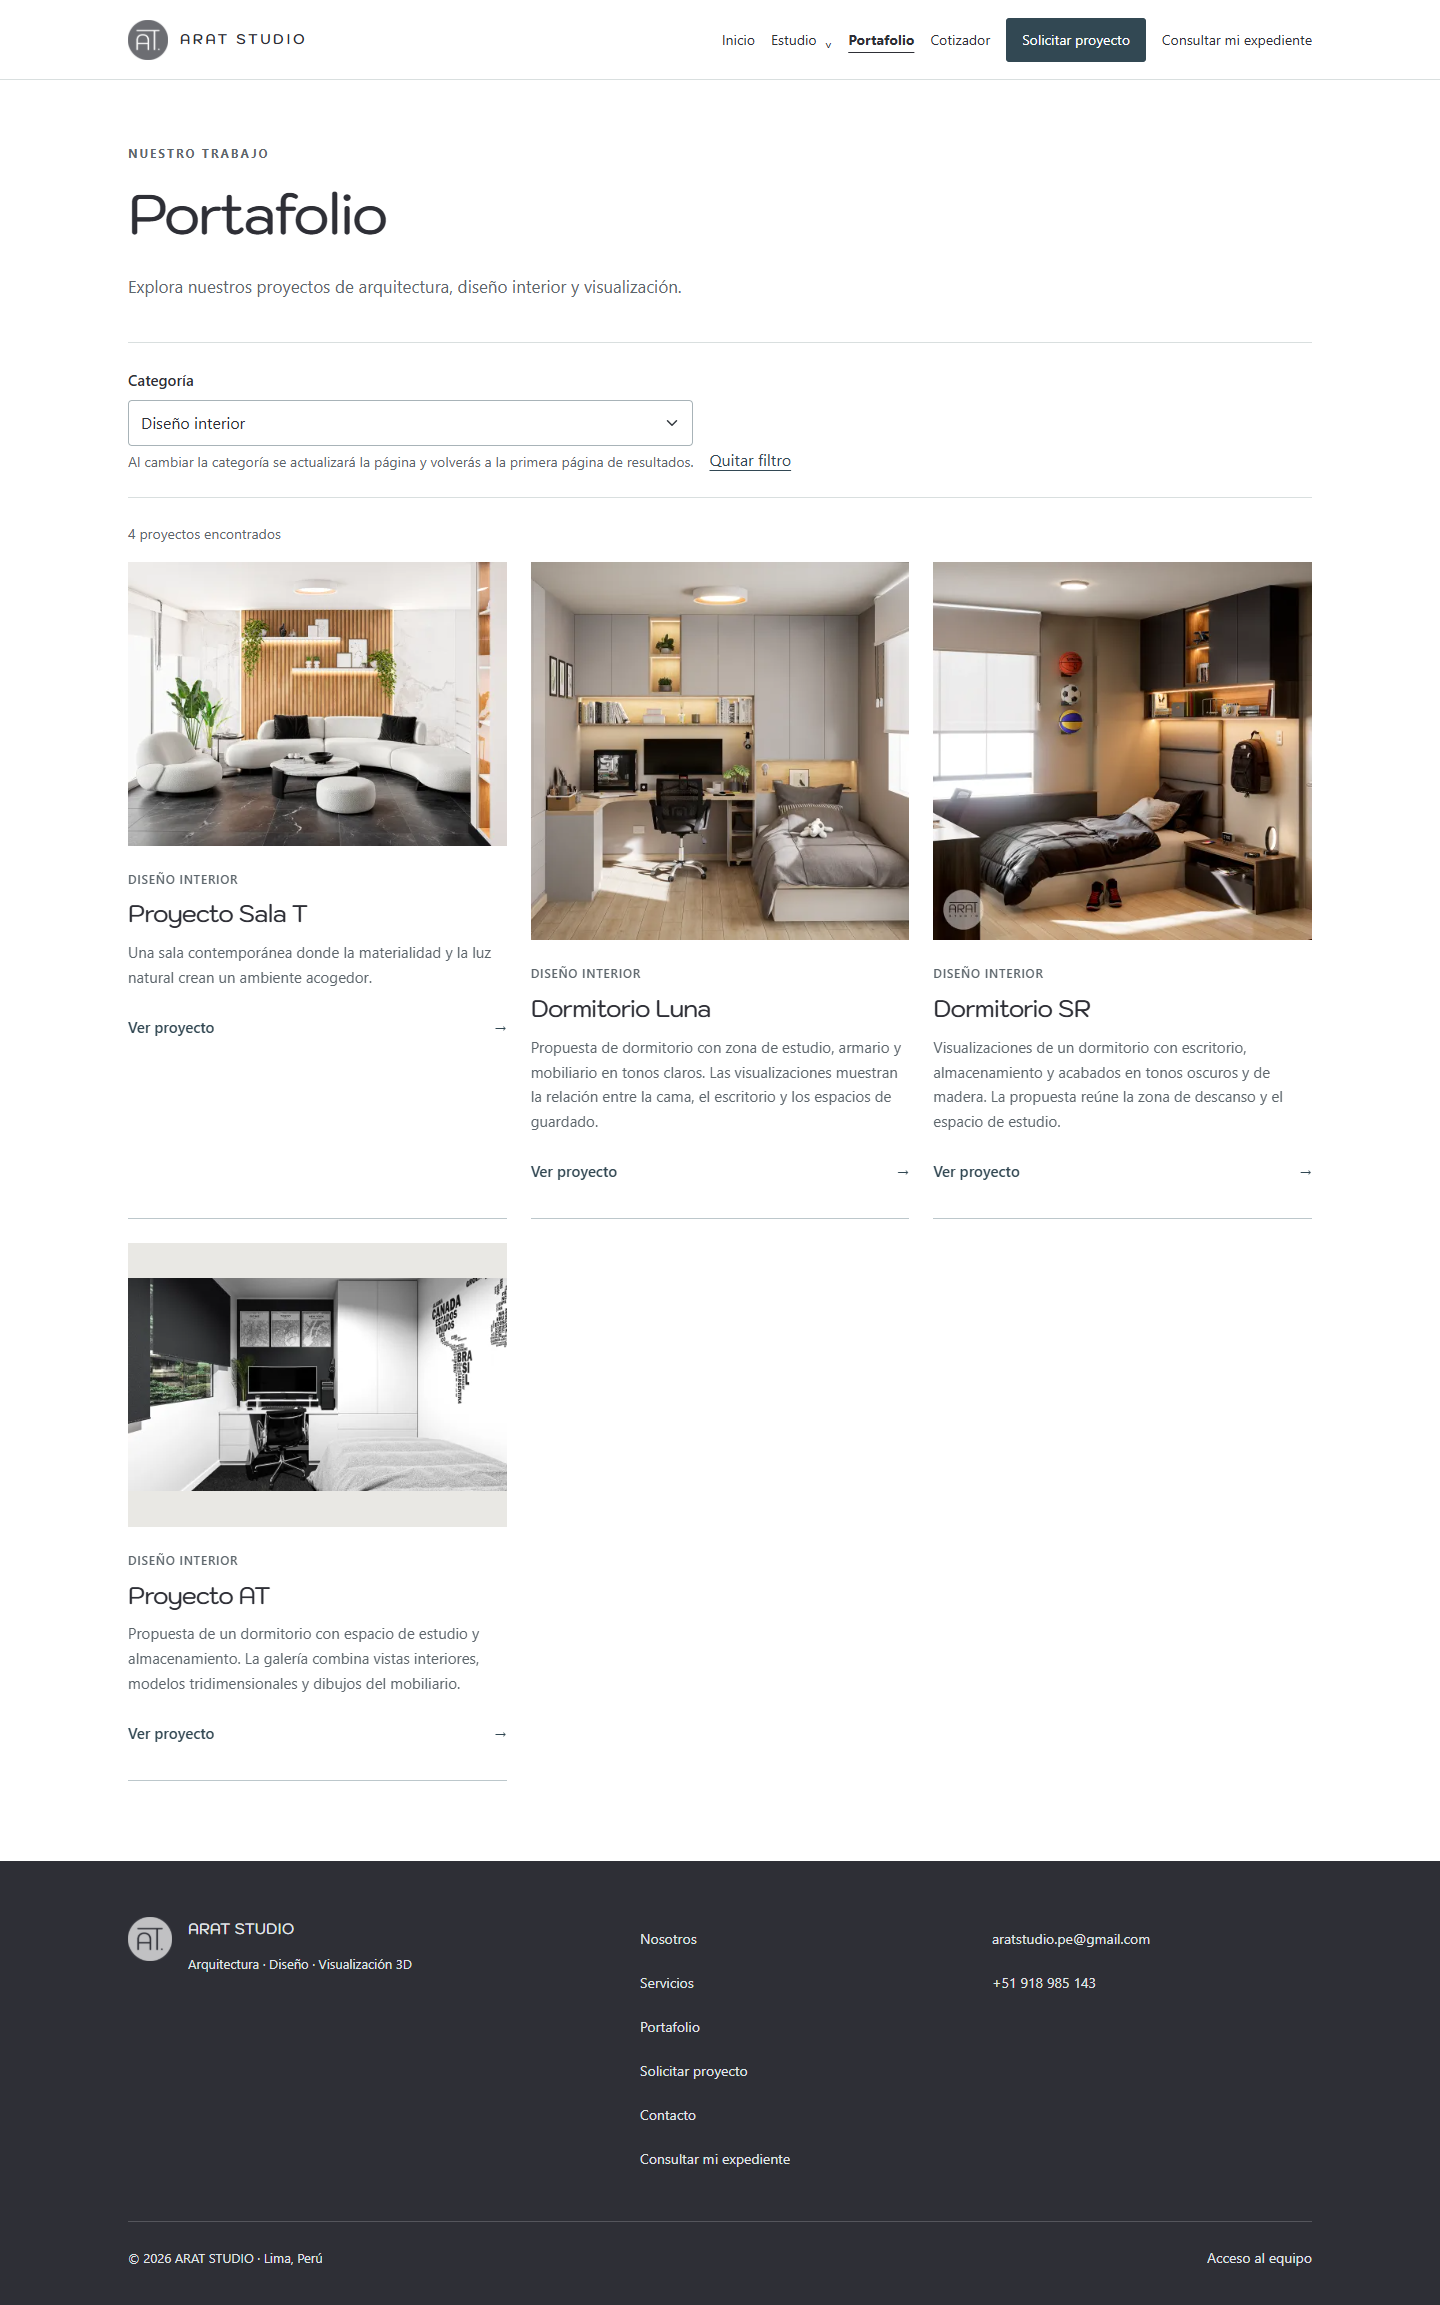 AT.
ARAT STUDIO
Inicio
Estudio v
Portafolio
Cotizador
Solicitar proyecto
Consultar mi expediente
NUESTRO TRABAJO
Portafolio
Explora nuestros proyectos de arquitectura, diseño interior y visualización.
Categoría
Diseño interior
Al cambiar la categoría se actualizará la página y volverás a la primera página de resultados.
Quitar filtro
4 proyectos encontrados
DISEÑO INTERIOR
Proyecto Sala T
Una sala contemporánea donde la materialidad y la luz
natural crean un ambiente acogedor.
Ver proyecto →
DISEÑO INTERIOR
Dormitorio Luna
Propuesta de dormitorio con zona de estudio, armario y
mobiliario en tonos claros. Las visualizaciones muestran
la relación entre la cama, el escritorio y los espacios de
guardado.
Ver proyecto →
ARAT
DISEÑO INTERIOR
Dormitorio SR
Visualizaciones de un dormitorio con escritorio,
almacenamiento y acabados en tonos oscuros y de
madera. La propuesta reúne la zona de descanso y el
espacio de estudio.
Ver proyecto →
CANADA
ESTADOS
UNIDOS
BRA
SIL
ARGENTINA
DISEÑO INTERIOR
Proyecto AT
Propuesta de un dormitorio con espacio de estudio y
almacenamiento. La galería combina vistas interiores,
modelos tridimensionales y dibujos del mobiliario.
Ver proyecto →
AT.
ARAT STUDIO
Arquitectura · Diseño · Visualización 3D
Nosotros
Servicios
Portafolio
Solicitar proyecto
Contacto
Consultar mi expediente
aratstudio.pe@gmail.com
+51 918 985 143
© 2026 ARAT STUDIO · Lima, Perú
Acceso al equipo